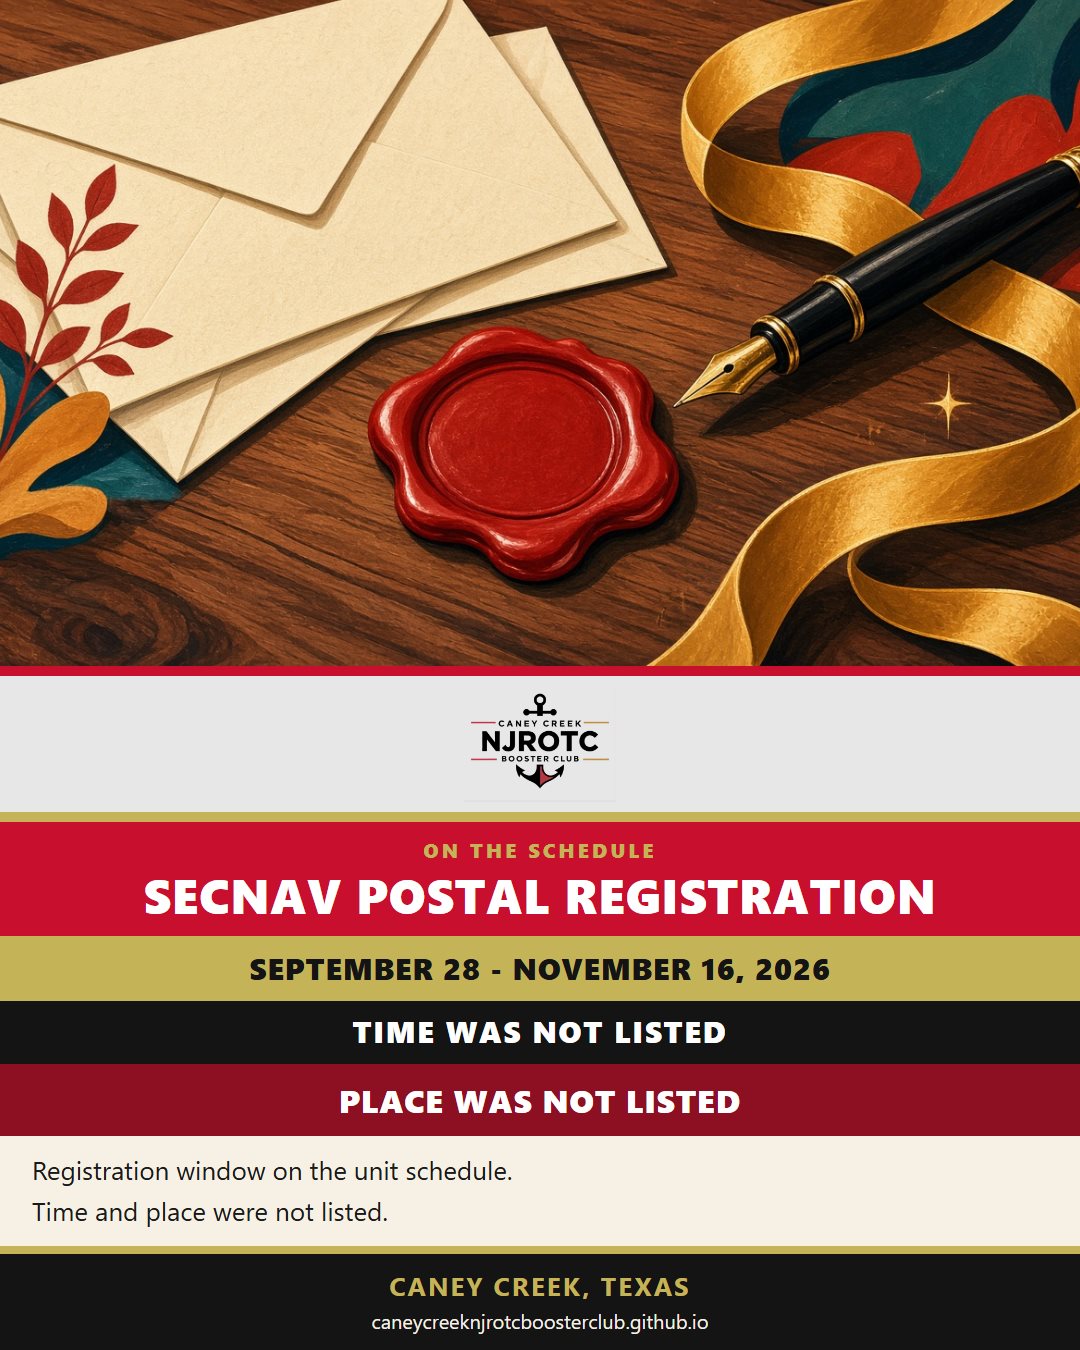 CANEY CREEK
NJROTC
BOOSTER CLUB
ON THE SCHEDULE
SECNAV POSTAL REGISTRATION
SEPTEMBER 28 - NOVEMBER 16, 2026
TIME WAS NOT LISTED
PLACE WAS NOT LISTED
Registration window on the unit schedule.
Time and place were not listed.
CANEY CREEK, TEXAS
caneycreeknjrotcboosterclub.github.io